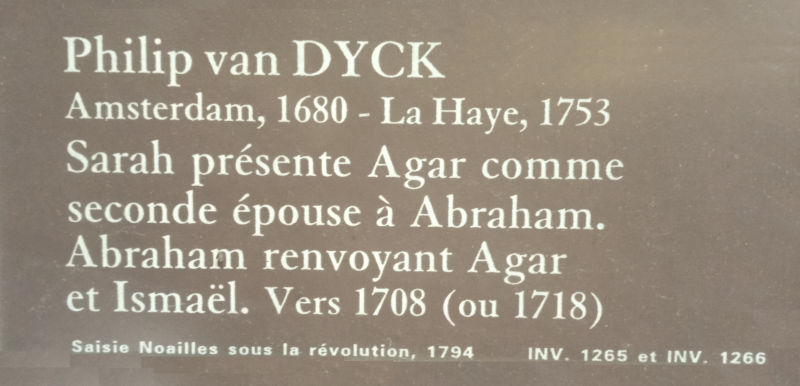 Philip van DYCK
Amsterdam, 1680 - La Haye, 1753
Sarah présente Agar comme
seconde épouse à Abraham.
Abraham renvoyant Agar
et Ismaël. Vers 1708 (ou 1718)
Saisie Noailles sous la révolution, 1794 INV. 1265 et INV. 1266